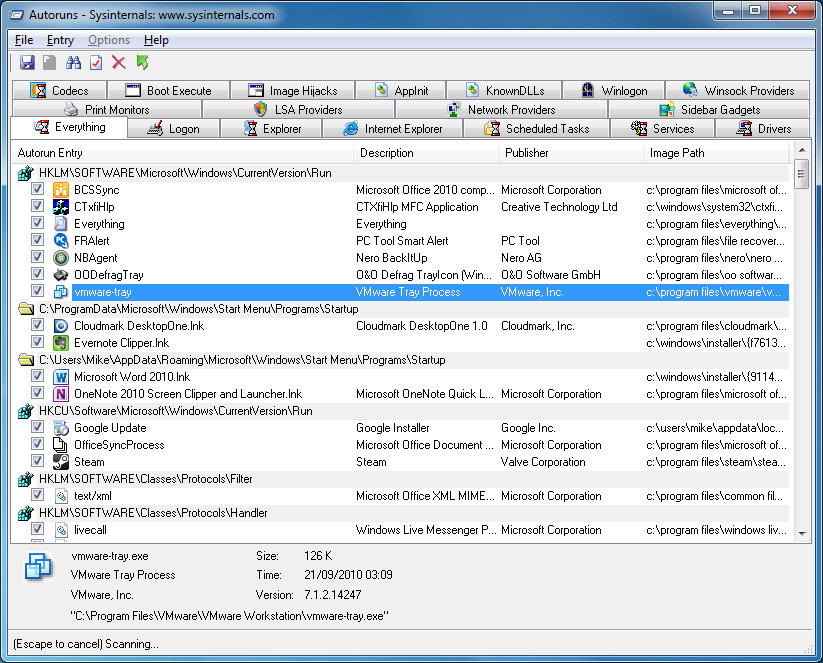 Autoruns - Sysinternals: www.sysinternals.com
File Entry Options Help
Codecs Boot Execute Image Hijacks AppInit KnownDLLs Winlogon Winsock Providers
Print Monitors LSA Providers Network Providers Sidebar Gadgets
Everything Logon Explorer Internet Explorer Scheduled Tasks Services Drivers
Autorun Entry Description Publisher Image Path
HKLM\SOFTWARE\Microsoft\Windows\CurrentVersion\Run
BCSSync Microsoft Office 2010 comp... Microsoft Corporation c:\program files\microsoft of...
CTxfiHlp CTXfiHlp MFC Application Creative Technology Ltd c:\windows\system32\ctxfi...
Everything Everything c:\program files\everything\...
FRAlert PC Tool Smart Alert PC Tool c:\program files\file recover...
NBAgent Nero BackItUp Nero AG c:\program files\nero\nero ...
OODefragTray O&O Defrag TrayIcon (Win... O&O Software GmbH c:\program files\oo softwar...
vmware-tray VMware Tray Process VMware, Inc. c:\program files\vmware\v...
C:\ProgramData\Microsoft\Windows\Start Menu\Programs\Startup
Cloudmark DesktopOne.lnk Cloudmark DesktopOne 1.0 Cloudmark, Inc. c:\program files\cloudmark\...
Evernote Clipper.lnk c:\windows\installer\{f7613...
C:\Users\Mike\AppData\Roaming\Microsoft\Windows\Start Menu\Programs\Startup
Microsoft Word 2010.lnk c:\windows\installer\{9114...
OneNote 2010 Screen Clipper and Launcher.lnk Microsoft OneNote Quick L... Microsoft Corporation c:\program files\microsoft of...
HKCU\Software\Microsoft\Windows\CurrentVersion\Run
Google Update Google Installer Google Inc. c:\users\mike\appdata\loc...
OfficeSyncProcess Microsoft Office Document ... Microsoft Corporation c:\program files\microsoft of...
Steam Steam Valve Corporation c:\program files\steam\stea...
HKLM\SOFTWARE\Classes\Protocols\Filter
text/xml Microsoft Office XML MIME... Microsoft Corporation c:\program files\common fil...
HKLM\SOFTWARE\Classes\Protocols\Handler
livecall Windows Live Messenger P... Microsoft Corporation c:\program files\windows liv...
vmware-tray.exe Size: 126 K
VMware Tray Process Time: 21/09/2010 03:09
VMware, Inc. Version: 7.1.2.14247
"C:\Program Files\VMware\VMware Workstation\vmware-tray.exe"
(Escape to cancel) Scanning...